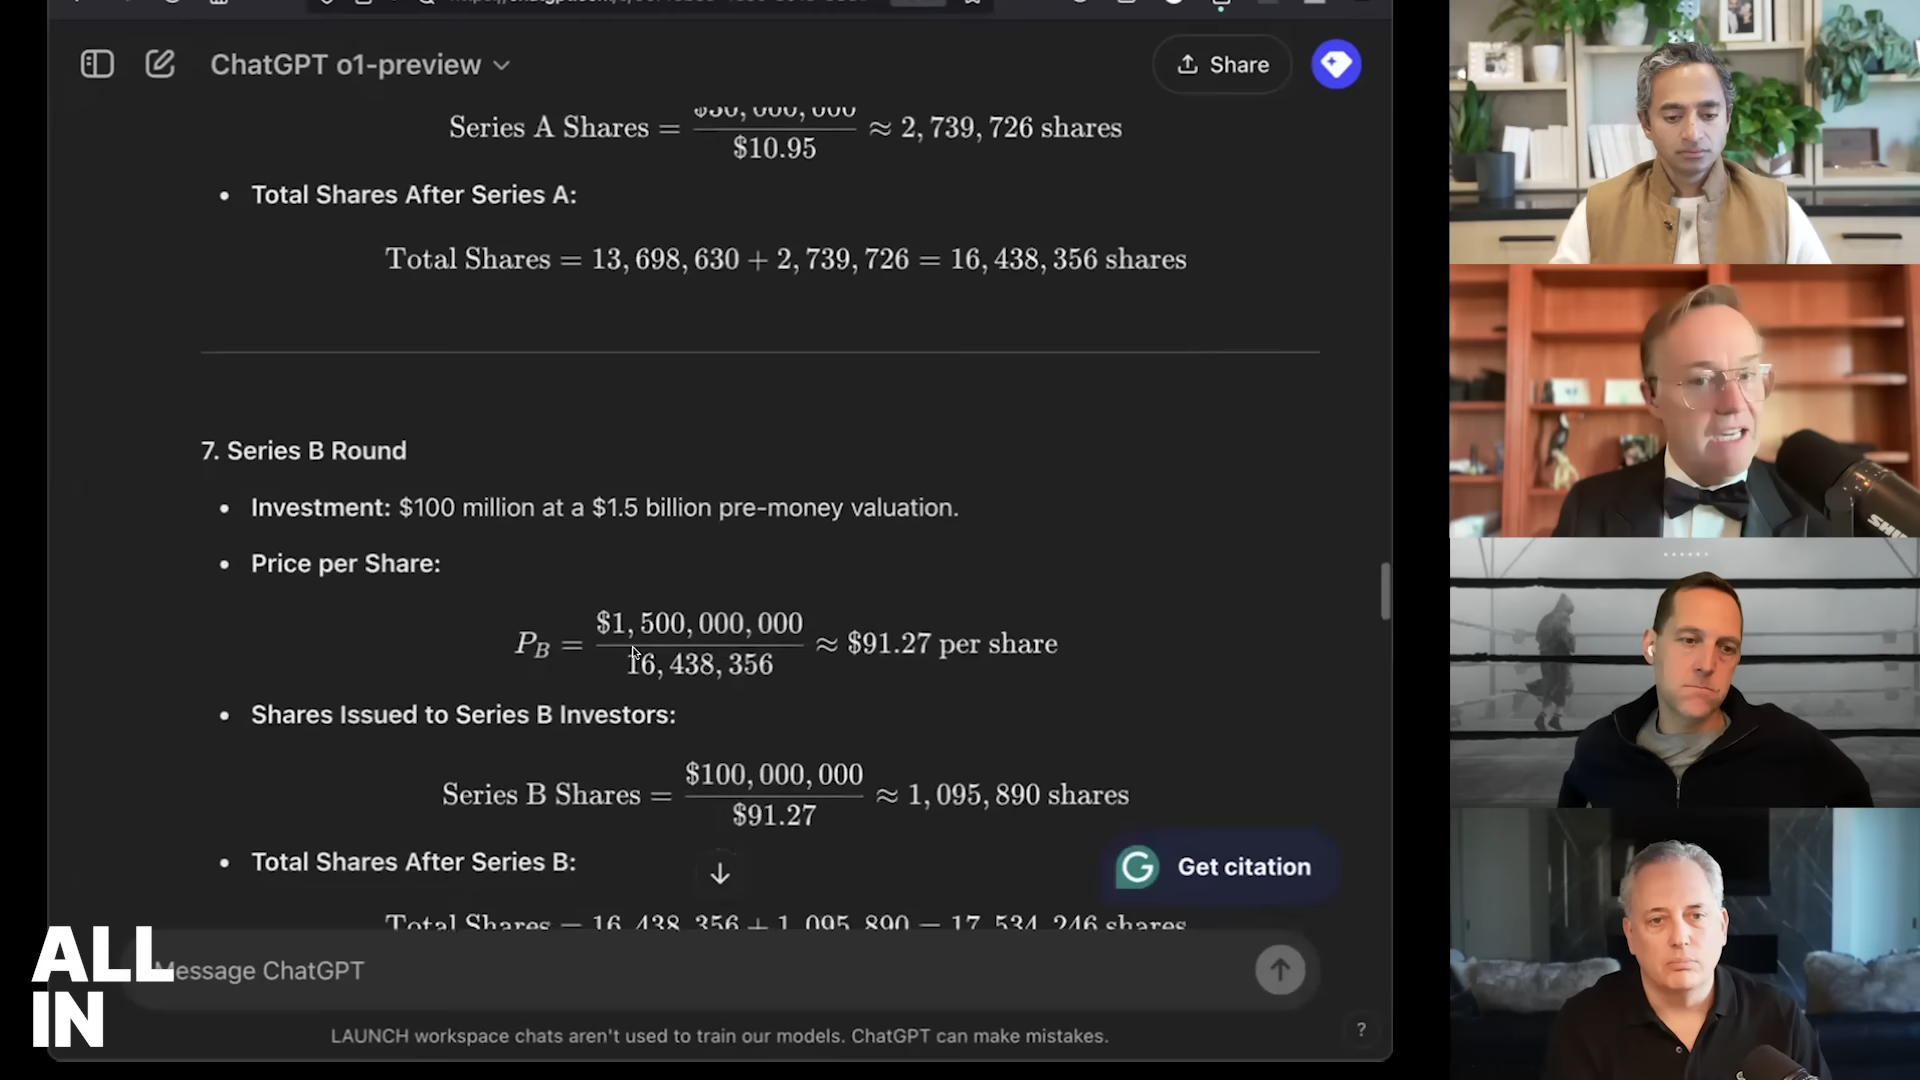 ChatGPT o1-preview
Share
Series A Shares = $30,000,000 / $10.95 ≈ 2,739,726 shares
• Total Shares After Series A:
Total Shares = 13,698,630 + 2,739,726 = 16,438,356 shares
7. Series B Round
• Investment: $100 million at a $1.5 billion pre-money valuation.
• Price per Share:
P_B = $1,500,000,000 / 16,438,356 ≈ $91.27 per share
• Shares Issued to Series B Investors:
Series B Shares = $100,000,000 / $91.27 ≈ 1,095,890 shares
• Total Shares After Series B:
Get citation
Total Shares = 16,438,356 + 1,095,890 = 17,534,246 shares
Message ChatGPT
LAUNCH workspace chats aren't used to train our models. ChatGPT can make mistakes.
?
ALL
IN